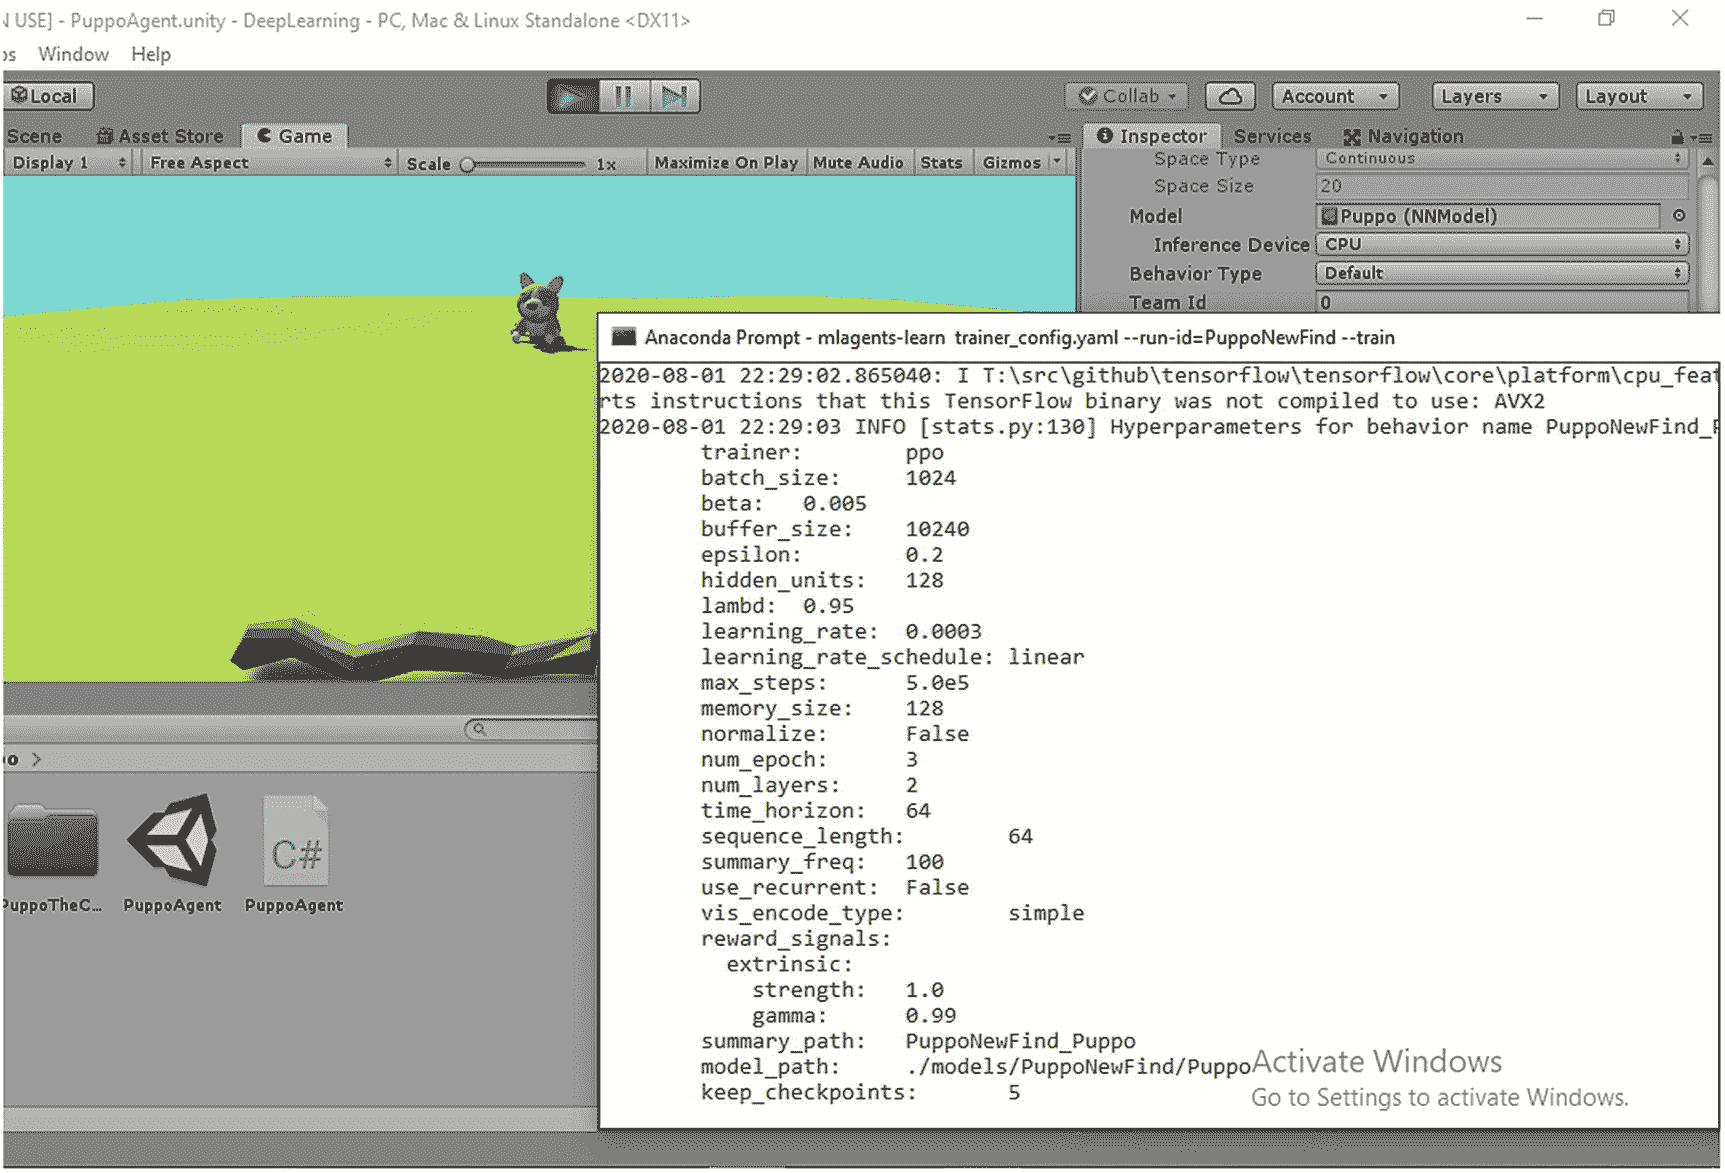 N USE] - PuppoAgent.unity - DeepLearning - PC, Mac & Linux Standalone <DX11>
Window Help
Local
Collab Account Layers Layout
Scene Asset Store Game
Inspector Services Navigation
Display 1 Free Aspect Scale 1x Maximize On Play Mute Audio Stats Gizmos
Space Type Continuous
Space Size 20
Model Puppo (NNModel)
Inference Device CPU
Behavior Type Default
Team Id 0
Anaconda Prompt - mlagents-learn trainer_config.yaml --run-id=PuppoNewFind --train
2020-08-01 22:29:02.865040: I T:\src\github\tensorflow\tensorflow\core\platform\cpu_feat
rts instructions that this TensorFlow binary was not compiled to use: AVX2
2020-08-01 22:29:03 INFO [stats.py:130] Hyperparameters for behavior name PuppoNewFind_P
trainer: ppo
batch_size: 1024
beta: 0.005
buffer_size: 10240
epsilon: 0.2
hidden_units: 128
lambd: 0.95
learning_rate: 0.0003
learning_rate_schedule: linear
max_steps: 5.0e5
memory_size: 128
normalize: False
num_epoch: 3
num_layers: 2
time_horizon: 64
sequence_length: 64
summary_freq: 100
use_recurrent: False
vis_encode_type: simple
reward_signals:
extrinsic:
strength: 1.0
gamma: 0.99
summary_path: PuppoNewFind_Puppo
model_path: ./models/PuppoNewFind/Puppo
keep_checkpoints: 5
Activate Windows
Go to Settings to activate Windows.
o >
C#
PuppoTheC... PuppoAgent PuppoAgent